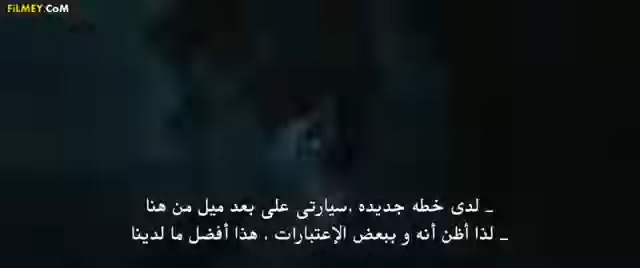 FiLMEY.CoM
ـ لدى خطه جديده ,سيارتى على بعد ميل من هنا
ـ لذا أظن أنه و ببعض الإعتبارات , هذا أفضل ما لدينا